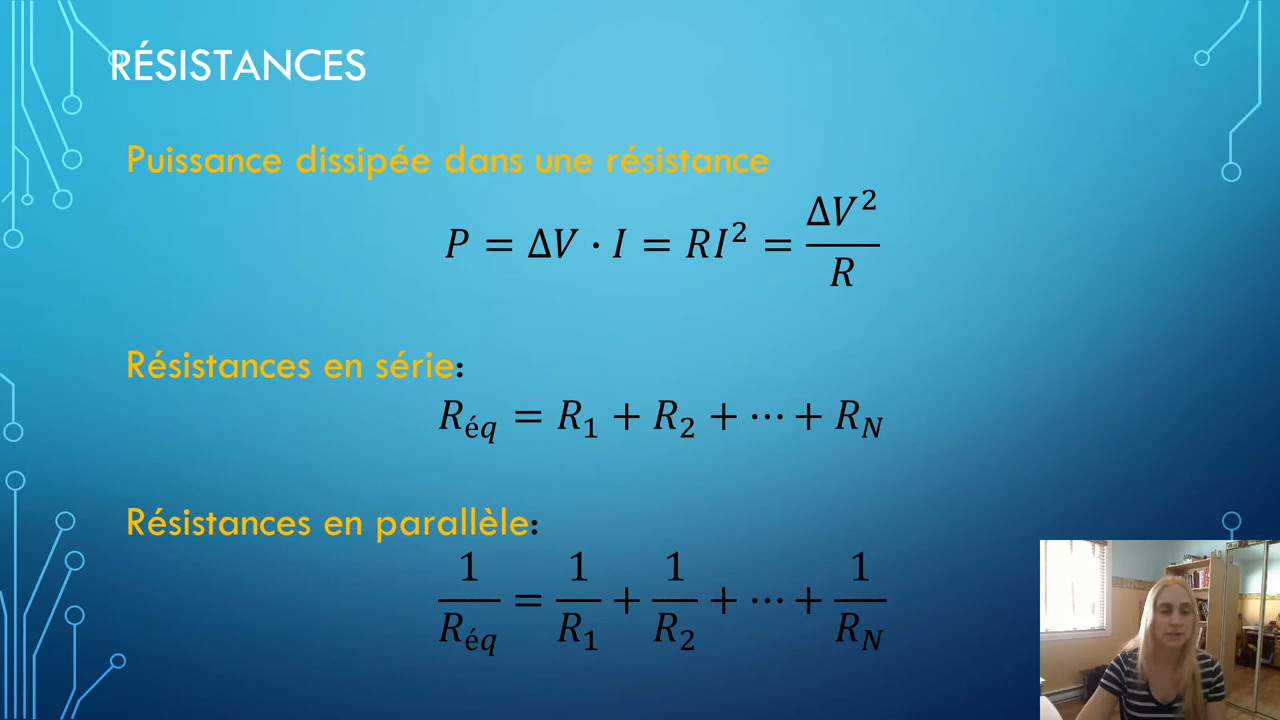 RÉSISTANCES
Puissance dissipée dans une résistance
P = ΔV · I = RI² = ΔV²/R
Résistances en série:
R_éq = R₁ + R₂ + ⋯ + R_N
Résistances en parallèle:
1/R_éq = 1/R₁ + 1/R₂ + ⋯ + 1/R_N